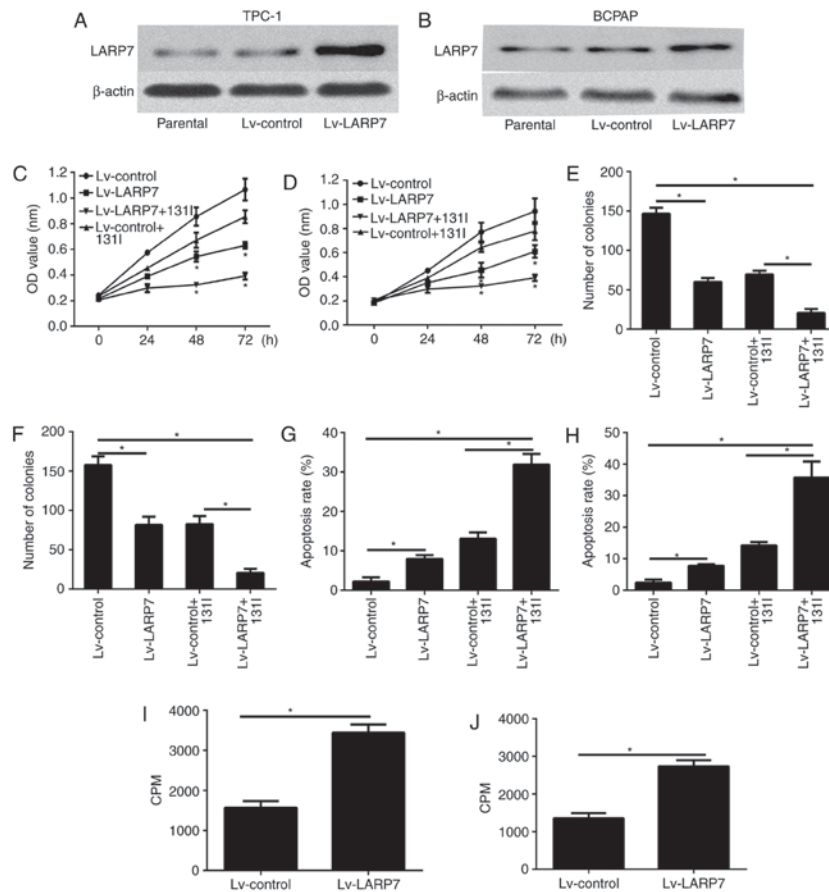 A
TPC-1
LARP7
β-actin
Parental Lv-control Lv-LARP7
B
BCPAP
LARP7
β-actin
Parental Lv-control Lv-LARP7
C
OD value (nm)
1.2
1.0
0.8
0.6
0.4
0.2
0.0
Lv-control
Lv-LARP7
Lv-LARP7+131I
Lv-control+
131I
* *
* *
0 24 48 72 (h)
D
OD value (nm)
1.2
1.0
0.8
0.6
0.4
0.2
0.0
Lv-control
Lv-LARP7
Lv-LARP7+131I
Lv-control+131I
* *
* *
0 24 48 72 (h)
E
Number of colonies
200
150
100
50
0
*
*
*
Lv-control
Lv-LARP7
Lv-control+
131I
Lv-LARP7+
131I
F
Number of colonies
200
150
100
50
0
*
*
*
Lv-control
Lv-LARP7
Lv-control+
131I
Lv-LARP7+
131I
G
Apoptosis rate (%)
40
30
20
10
0
*
*
*
Lv-control
Lv-LARP7
Lv-control+
131I
Lv-LARP7+
131I
H
Apoptosis rate (%)
50
40
30
20
10
0
*
*
*
Lv-control
Lv-LARP7
Lv-control+
131I
Lv-LARP7+
131I
I
CPM
4000
3000
2000
1000
0
*
Lv-control Lv-LARP7
J
CPM
4000
3000
2000
1000
0
*
Lv-control Lv-LARP7